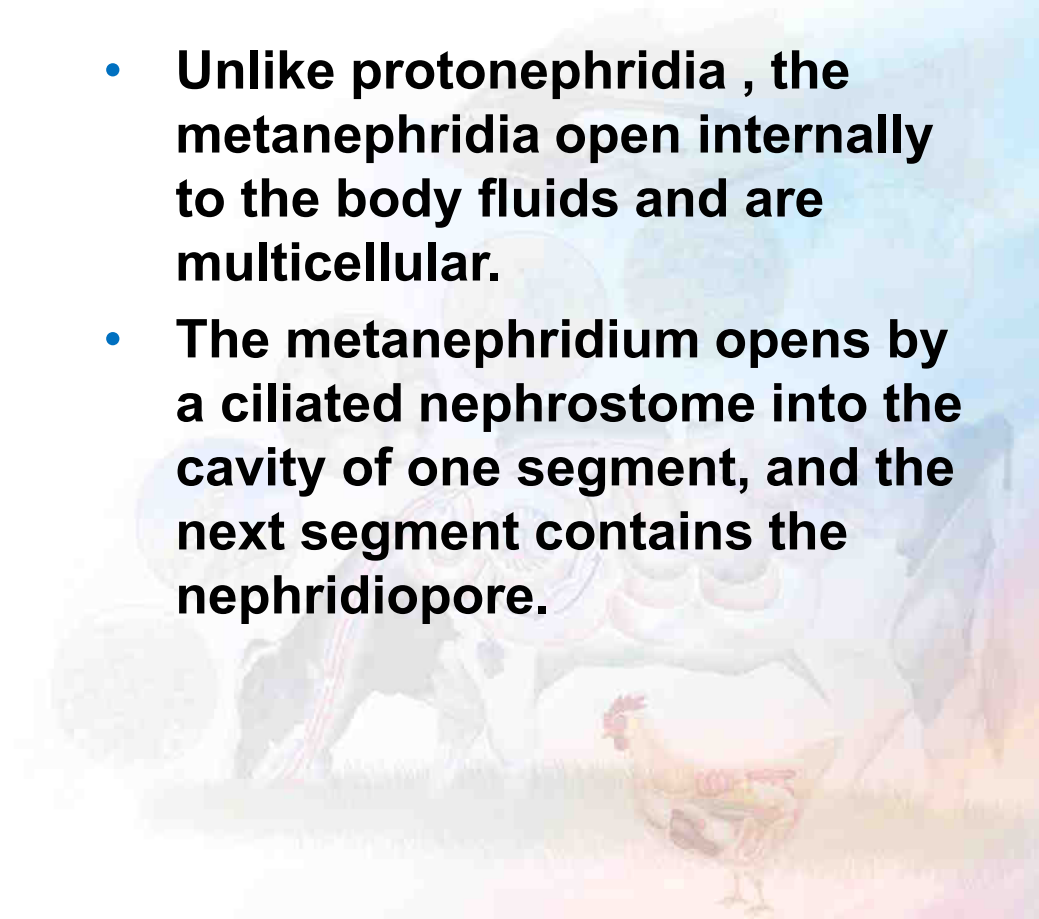 • Unlike protonephridia , the
metanephridia open internally
to the body fluids and are
multicellular.
• The metanephridium opens by
a ciliated nephrostome into the
cavity of one segment, and the
next segment contains the
nephridiopore.